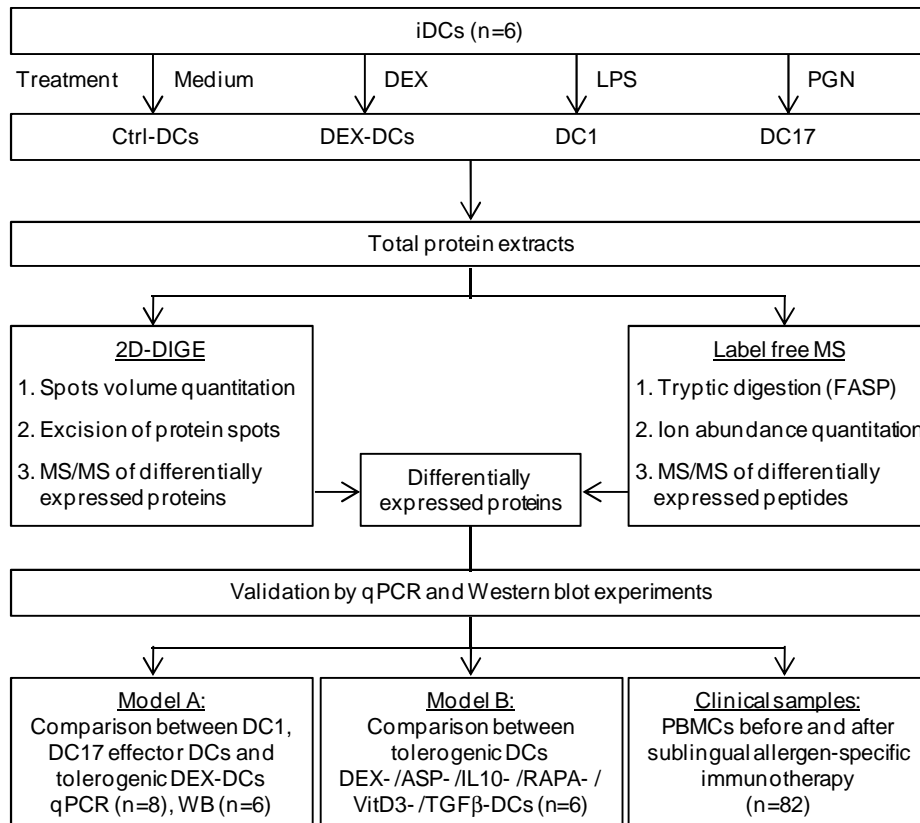 iDCs (n=6)
Treatment Medium DEX LPS PGN
Ctrl-DCs DEX-DCs DC1 DC17
Total protein extracts
2D-DIGE
1. Spots volume quantitation
2. Excision of protein spots
3. MS/MS of differentially
expressed proteins
Label free MS
1. Tryptic digestion (FASP)
2. Ion abundance quantitation
3. MS/MS of differentially
expressed peptides
Differentially
expressed proteins
Validation by qPCR and Western blot experiments
Model A:
Comparison between DC1,
DC17 effector DCs and
tolerogenic DEX-DCs
qPCR (n=8), WB (n=6)
Model B:
Comparison between
tolerogenic DCs
DEX- /ASP- /IL10- /RAPA- /
VitD3- /TGFβ-DCs (n=6)
Clinical samples:
PBMCs before and after
sublingual allergen-specific
immunotherapy
(n=82)